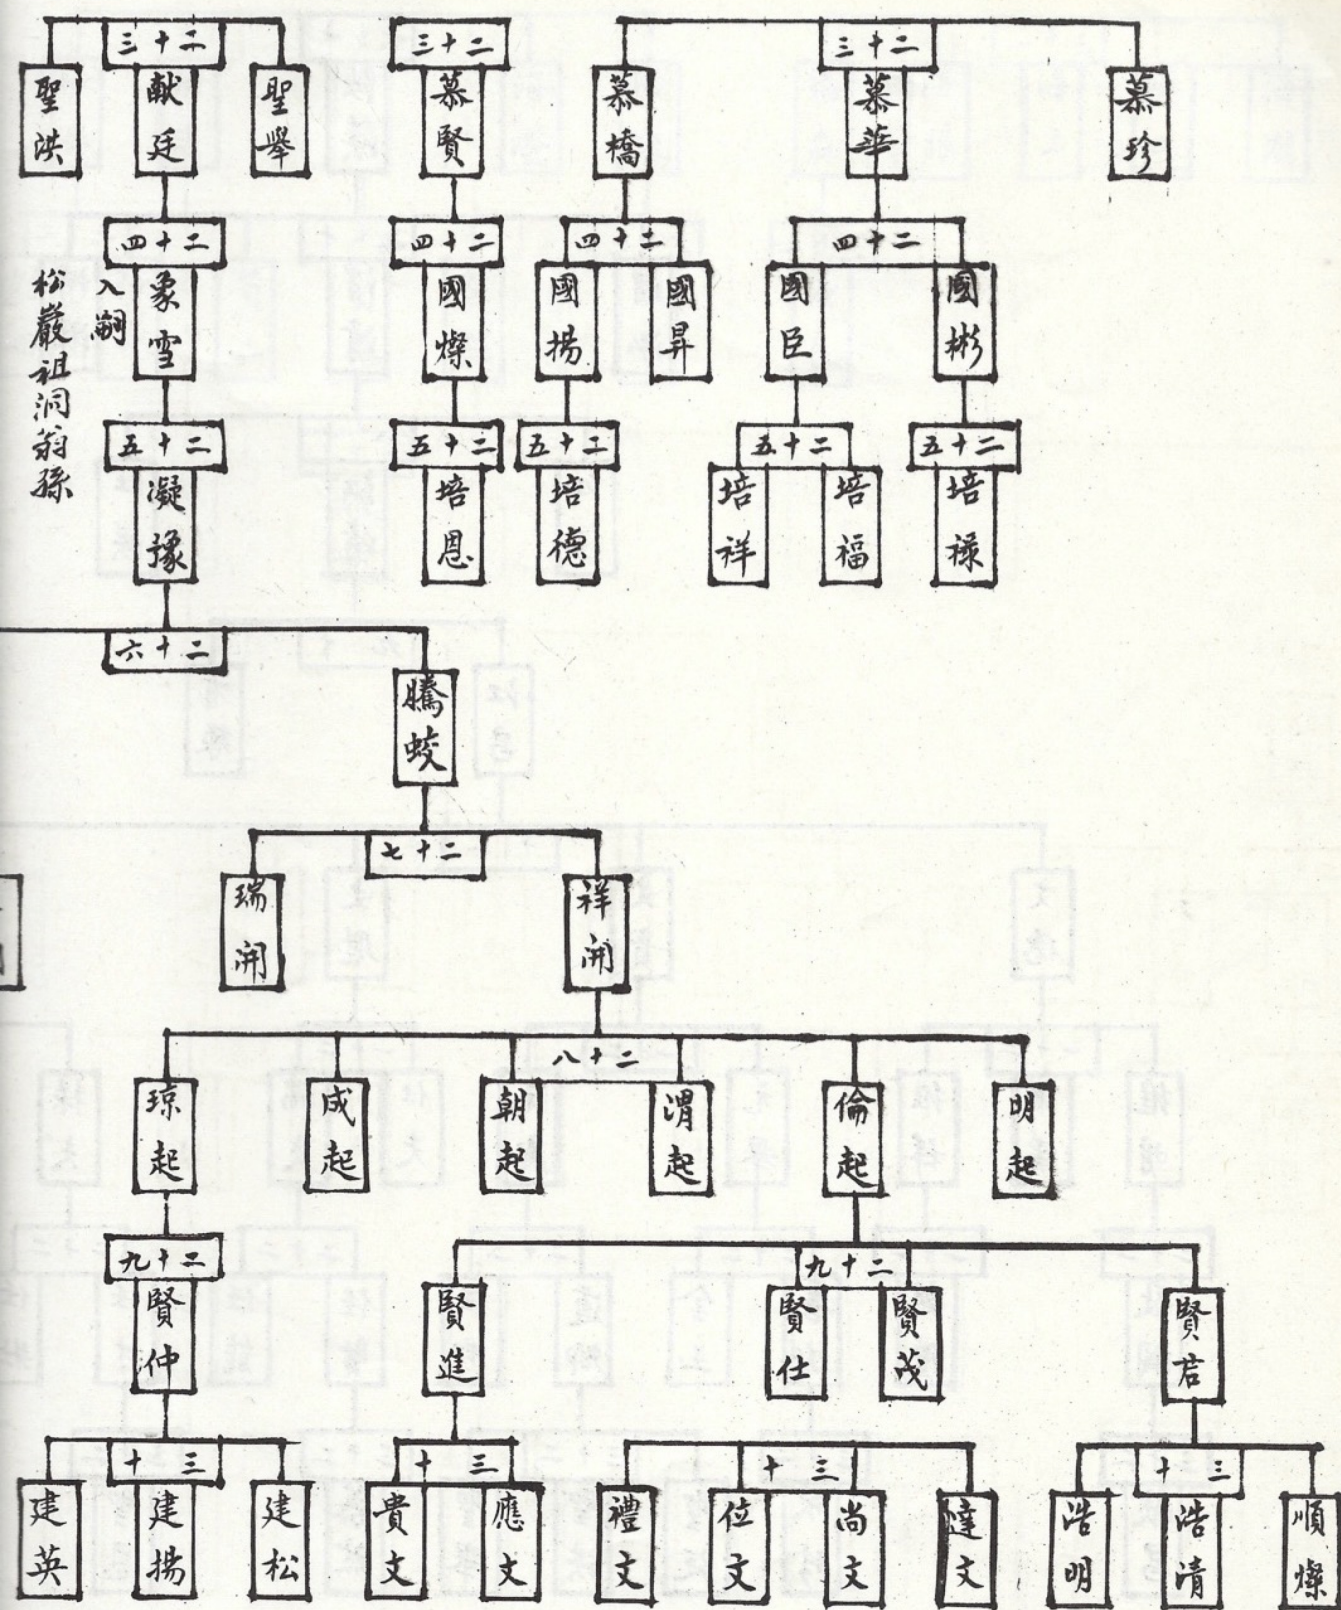 二十三
二十三
二十三
慕珍
慕華
慕橋
慕賢
聖舉
献廷
聖洪
二十四
二十四
二十四
二十四
國彬
國臣
國昇
國揚
國燦
象雪
入嗣
松嚴祖洞翁孫
二十五
二十五
二十五
二十五
二十五
培祿
培福
培祥
培德
培恩
凝豫
二十六
騰蛟
二十七
祥開
瑞開
二十八
明起
倫起
渭起
朝起
成起
琼起
二十九
二十九
賢君
賢茂
賢仕
賢進
賢仲
三十
三十
三十
三十
順燦
浩清
浩明
達文
尚文
位文
禮文
應文
貴文
建松
建揚
建英